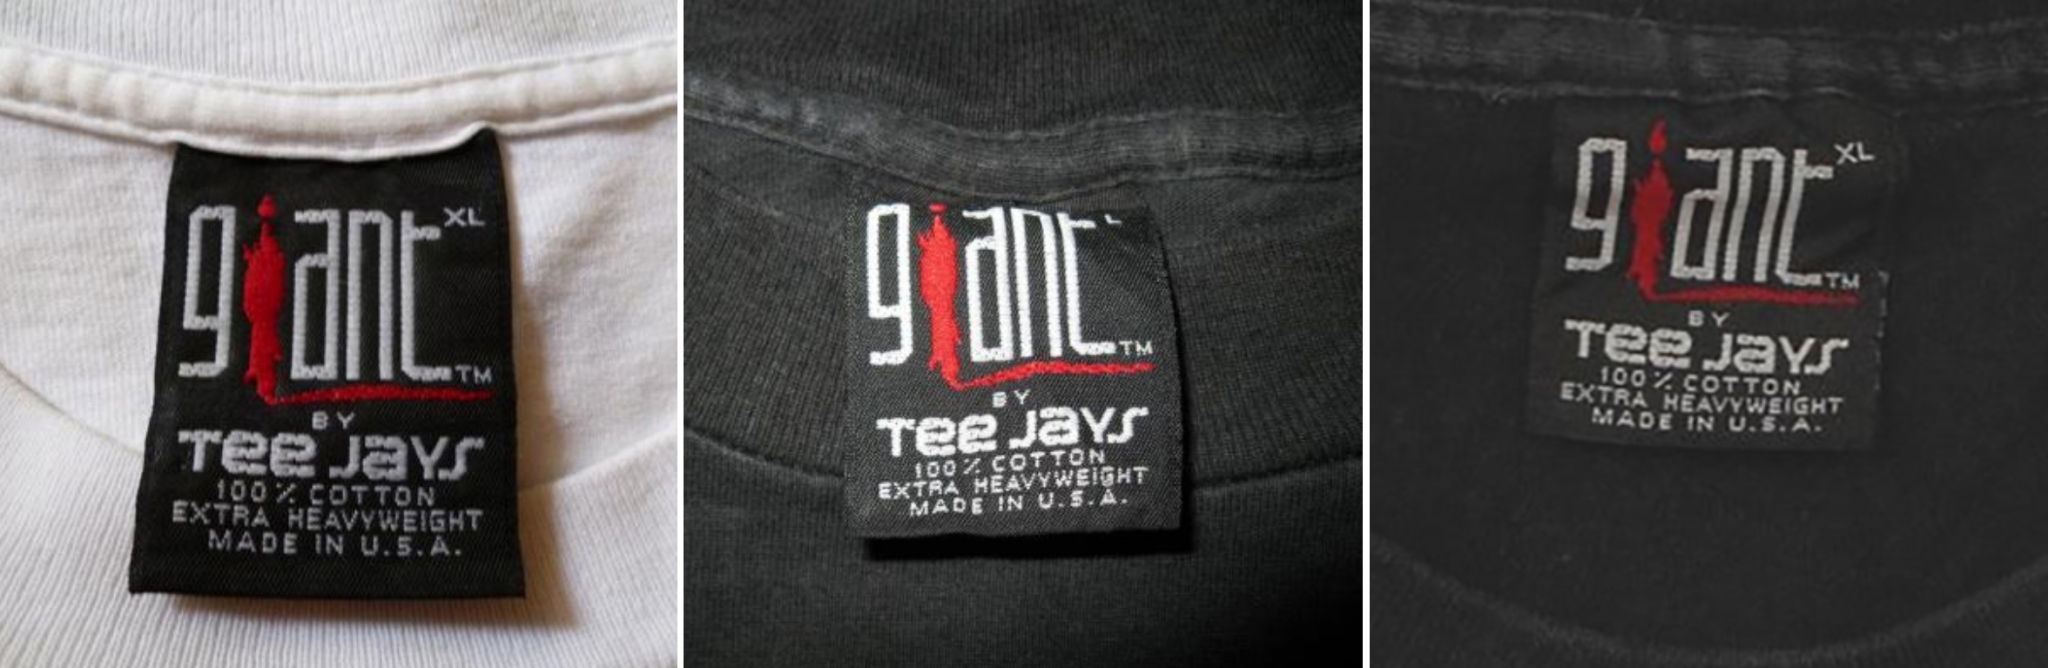 giant XL
TM
BY
Tee Jays
100% COTTON
EXTRA HEAVYWEIGHT
MADE IN U.S.A.
giant
TM
BY
Tee Jays
100% COTTON
EXTRA HEAVYWEIGHT
MADE IN U.S.A.
giant XL
TM
BY
Tee Jays
100% COTTON
EXTRA HEAVYWEIGHT
MADE IN U.S.A.